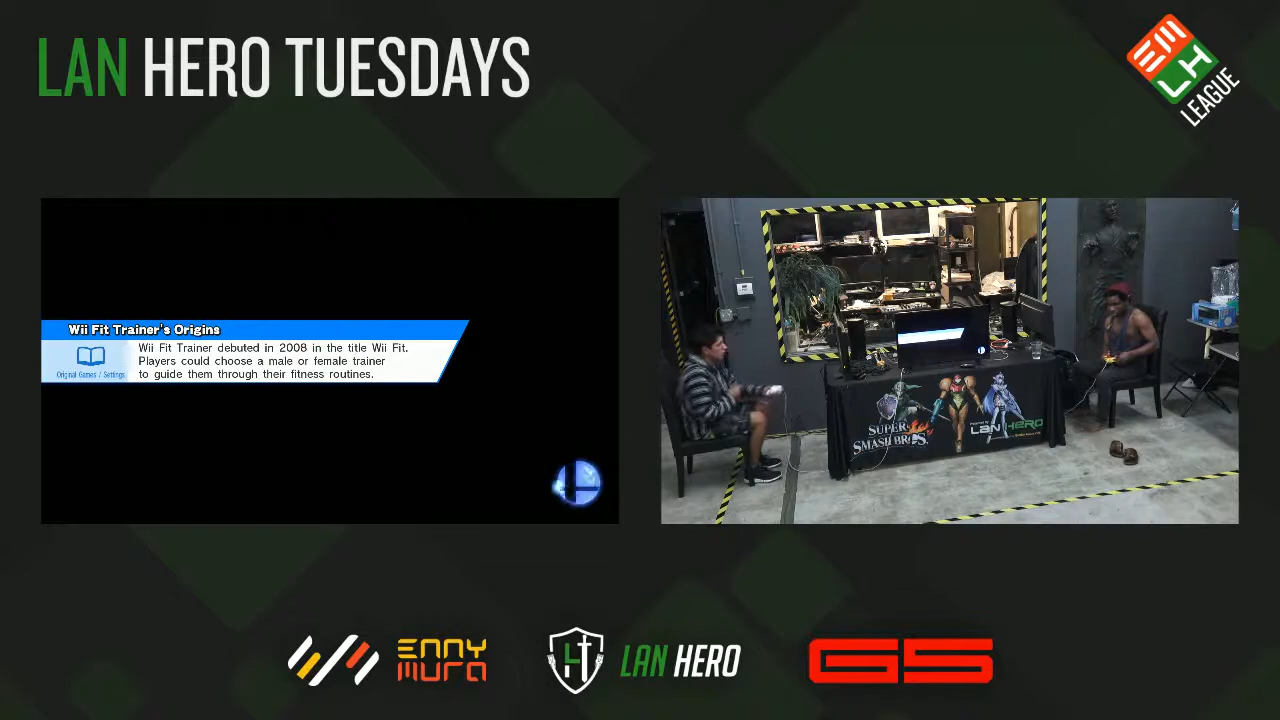 LAN HERO TUESDAYS
EM
LH
LEAGUE
Wii Fit Trainer's Origins
Wii Fit Trainer debuted in 2008 in the title Wii Fit.
Players could choose a male or female trainer
to guide them through their fitness routines.
Original Games / Settings
SUPER
SMASH BROS.
LAN HERO
ENNY
MURA
LH
LAN HERO
GS